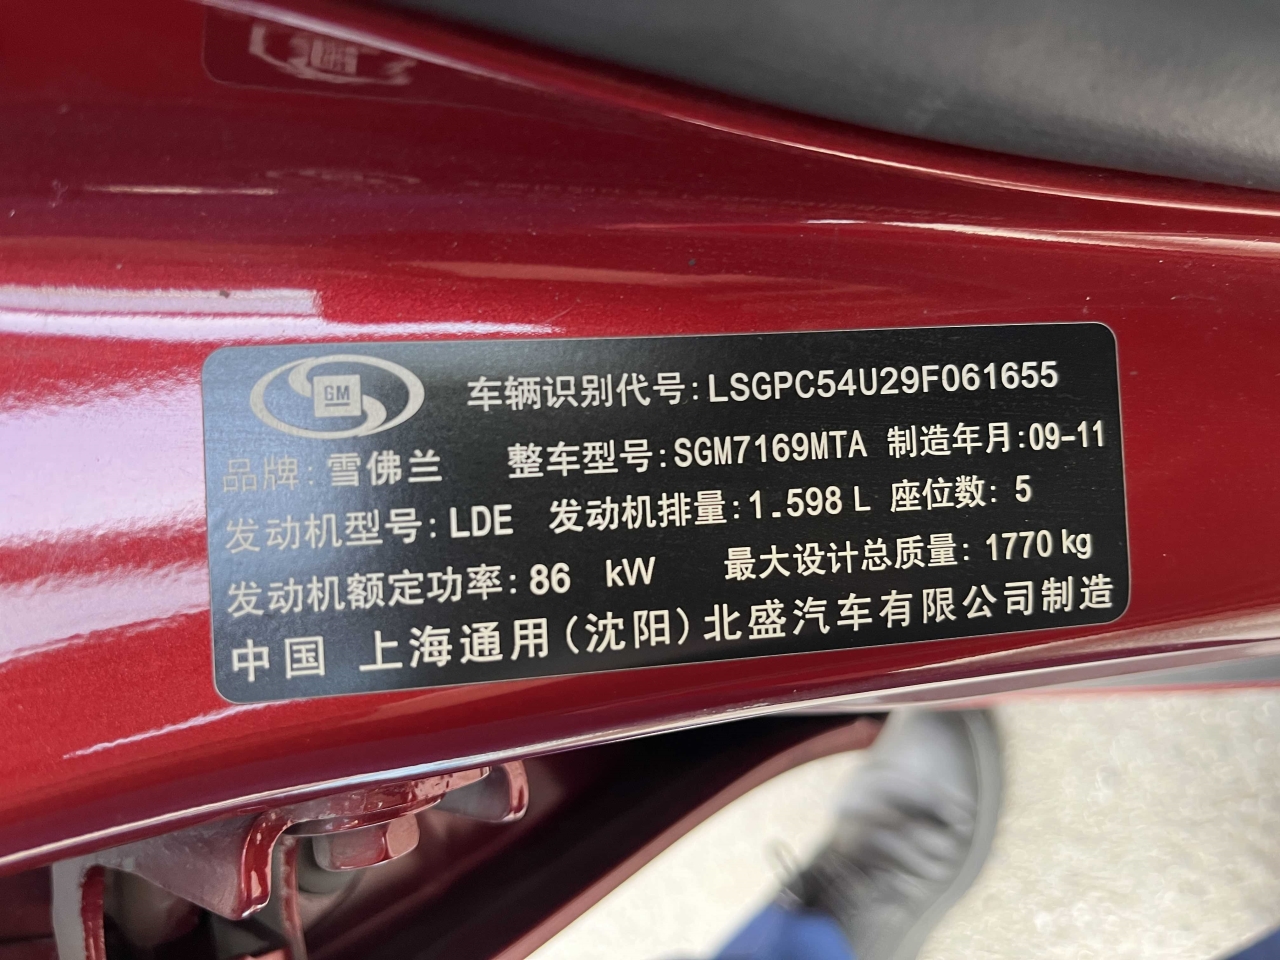 GM
车辆识别代号:LSGPC54U29F061655
品牌:雪佛兰 整车型号:SGM7169MTA 制造年月:09-11
发动机型号:LDE 发动机排量:1.598 L 座位数:5
发动机额定功率:86 kW 最大设计总质量:1770 kg
中国 上海通用(沈阳)北盛汽车有限公司制造